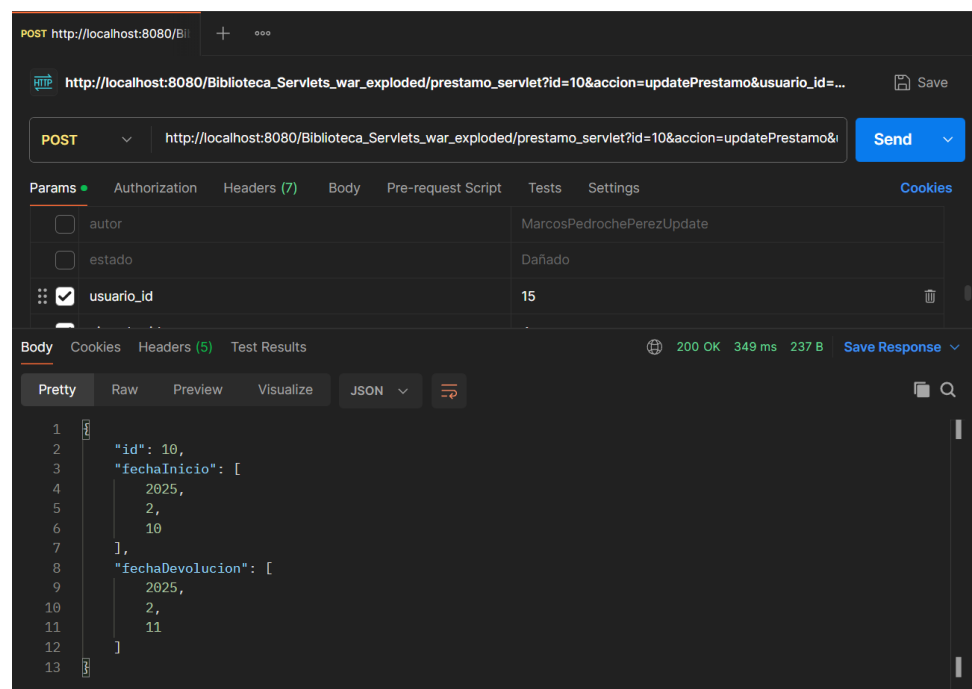 POST http://localhost:8080/Bil
http://localhost:8080/Biblioteca_Servlets_war_exploded/prestamo_servlet?id=10&accion=updatePrestamo&usuario_id=...
Save
POST
http://localhost:8080/Biblioteca_Servlets_war_exploded/prestamo_servlet?id=10&accion=updatePrestamo&
Send
Params Authorization Headers (7) Body Pre-request Script Tests Settings Cookies
autor MarcosPedrochePerezUpdate
estado Dañado
usuario_id 15
Body Cookies Headers (5) Test Results 200 OK 349 ms 237 B Save Response
Pretty Raw Preview Visualize JSON
1 {
2 "id": 10,
3 "fechaInicio": [
4 2025,
5 2,
6 10
7 ],
8 "fechaDevolucion": [
9 2025,
10 2,
11 11
12 ]
13 }